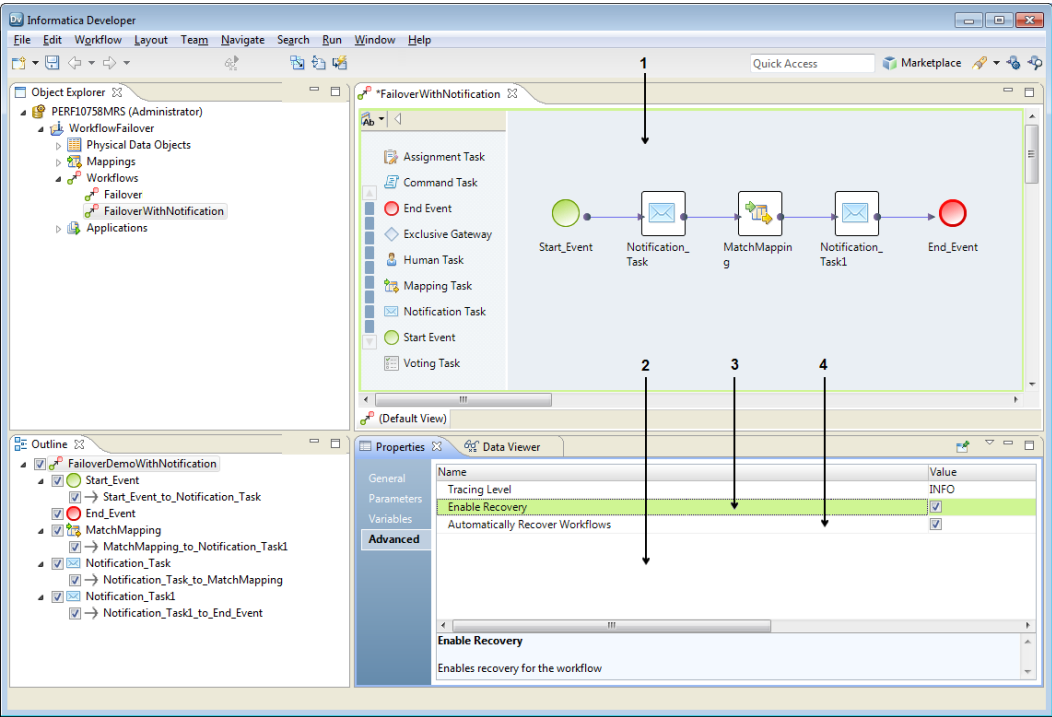 Informatica Developer
File Edit Workflow Layout Team Navigate Search Run Window Help
Quick Access
Marketplace
1
Object Explorer
PERF10758MRS (Administrator)
WorkflowFailover
Physical Data Objects
Mappings
Workflows
Failover
FailoverWithNotification
Applications
*FailoverWithNotification
Ab
Assignment Task
Command Task
End Event
Exclusive Gateway
Human Task
Mapping Task
Notification Task
Start Event
Voting Task
Start_Event
Notification_
Task
MatchMappin
g
Notification_
Task1
End_Event
2 3 4
(Default View)
Outline
FailoverDemoWithNotification
Start_Event
Start_Event_to_Notification_Task
End_Event
MatchMapping
MatchMapping_to_Notification_Task1
Notification_Task
Notification_Task_to_MatchMapping
Notification_Task1
Notification_Task1_to_End_Event
Properties
Data Viewer
General
Parameters
Variables
Advanced
Name Value
Tracing Level INFO
Enable Recovery
Automatically Recover Workflows
Enable Recovery
Enables recovery for the workflow